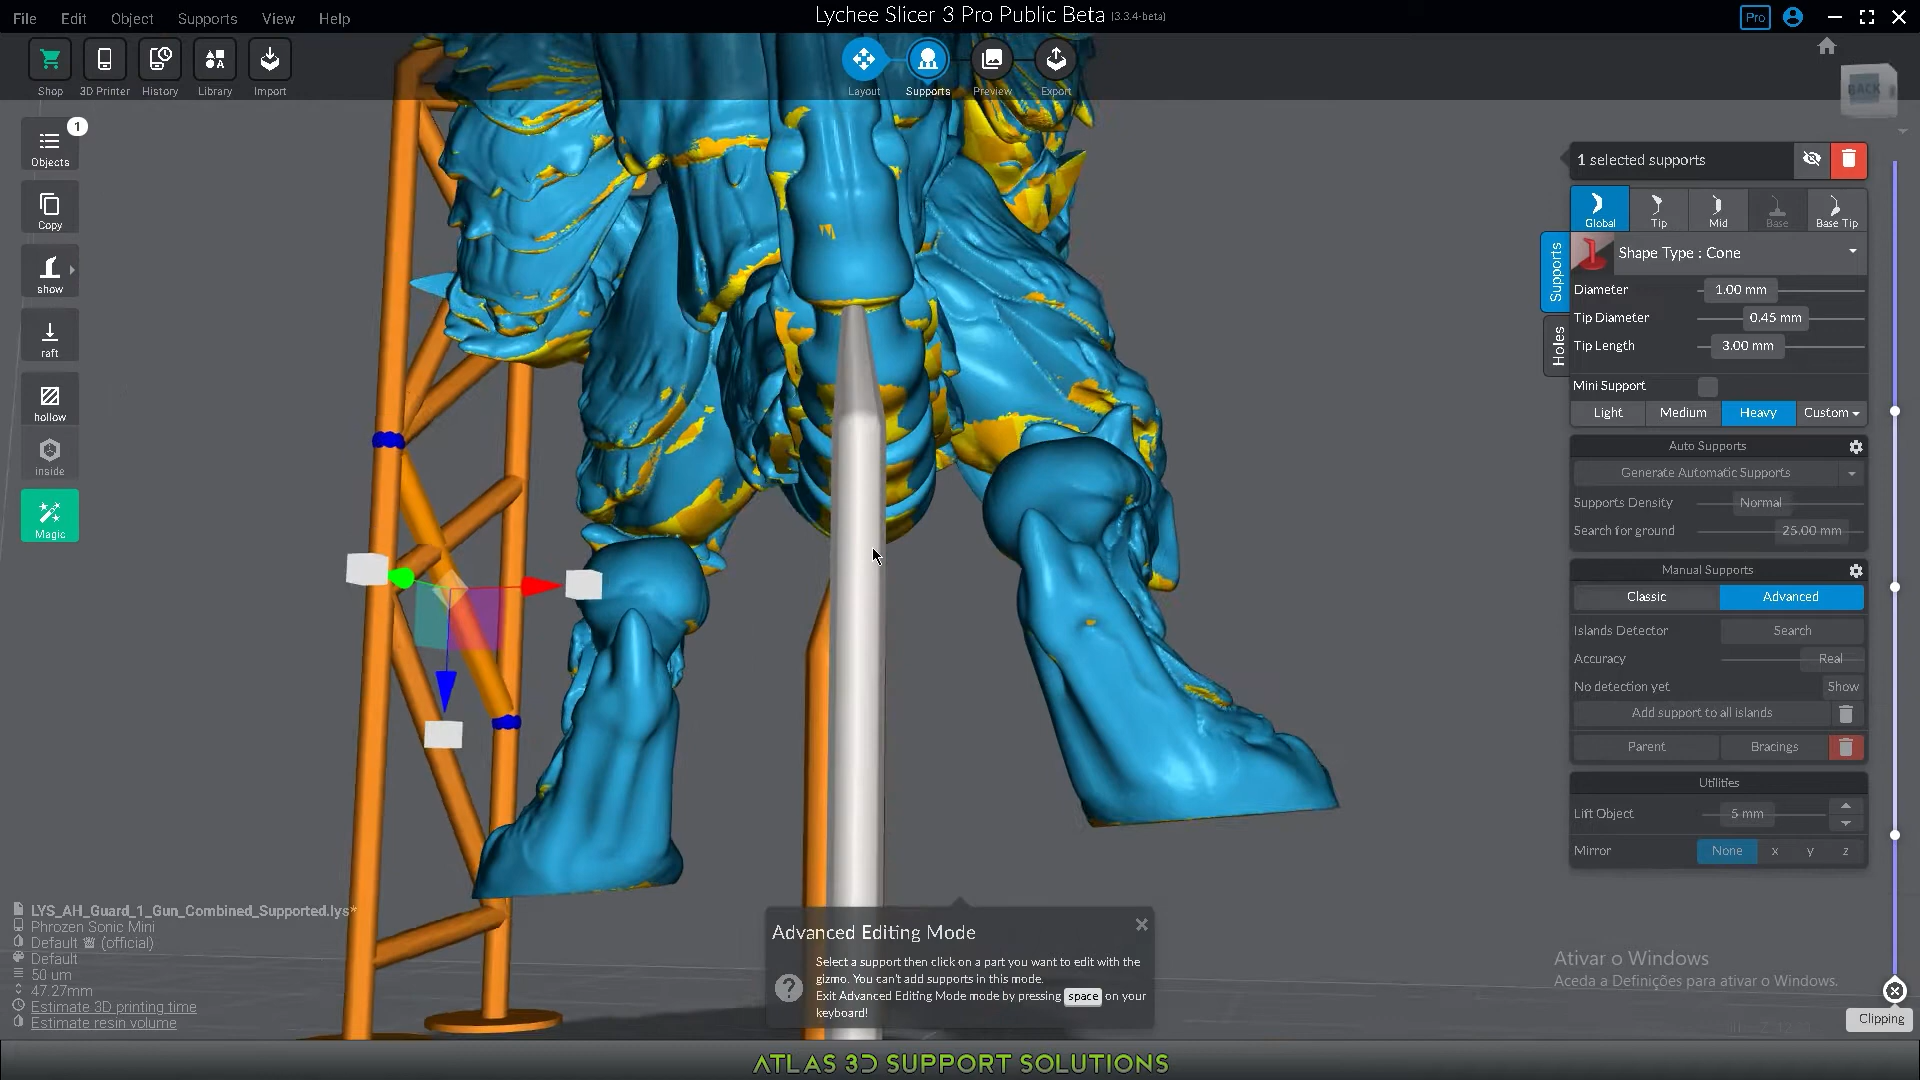 File Edit Object Supports View Help
Lychee Slicer 3 Pro Public Beta (3.3.4-beta)
Pro
Shop 3D Printer History Library Import
Layout Supports Preview Export
BACK
Objects 1
Copy
show
raft
hollow
inside
Magic
1 selected supports
Global Tip Mid Base Base Tip
Supports
Holes
Shape Type : Cone
Diameter 1.00 mm
Tip Diameter 0.45 mm
Tip Length 3.00 mm
Mini Support
Light Medium Heavy Custom
Auto Supports
Generate Automatic Supports
Supports Density Normal
Search for ground 25.00 mm
Manual Supports
Classic Advanced
Islands Detector Search
Accuracy Real
No detection yet Show
Add support to all islands
Parent Bracings
Utilities
Lift Object 5 mm
Mirror None x y z
LYS_AH_Guard_1_Gun_Combined_Supported.lys*
Phrozen Sonic Mini
Default (official)
Default
50 um
47.27mm
Estimate 3D printing time
Estimate resin volume
Advanced Editing Mode
Select a support then click on a part you want to edit with the
gizmo. You can't add supports in this mode.
Exit Advanced Editing Mode mode by pressing space on your
keyboard!
Ativar o Windows
Aceda a Definições para ativar o Windows.
Clipping
ATLAS 3D SUPPORT SOLUTIONS